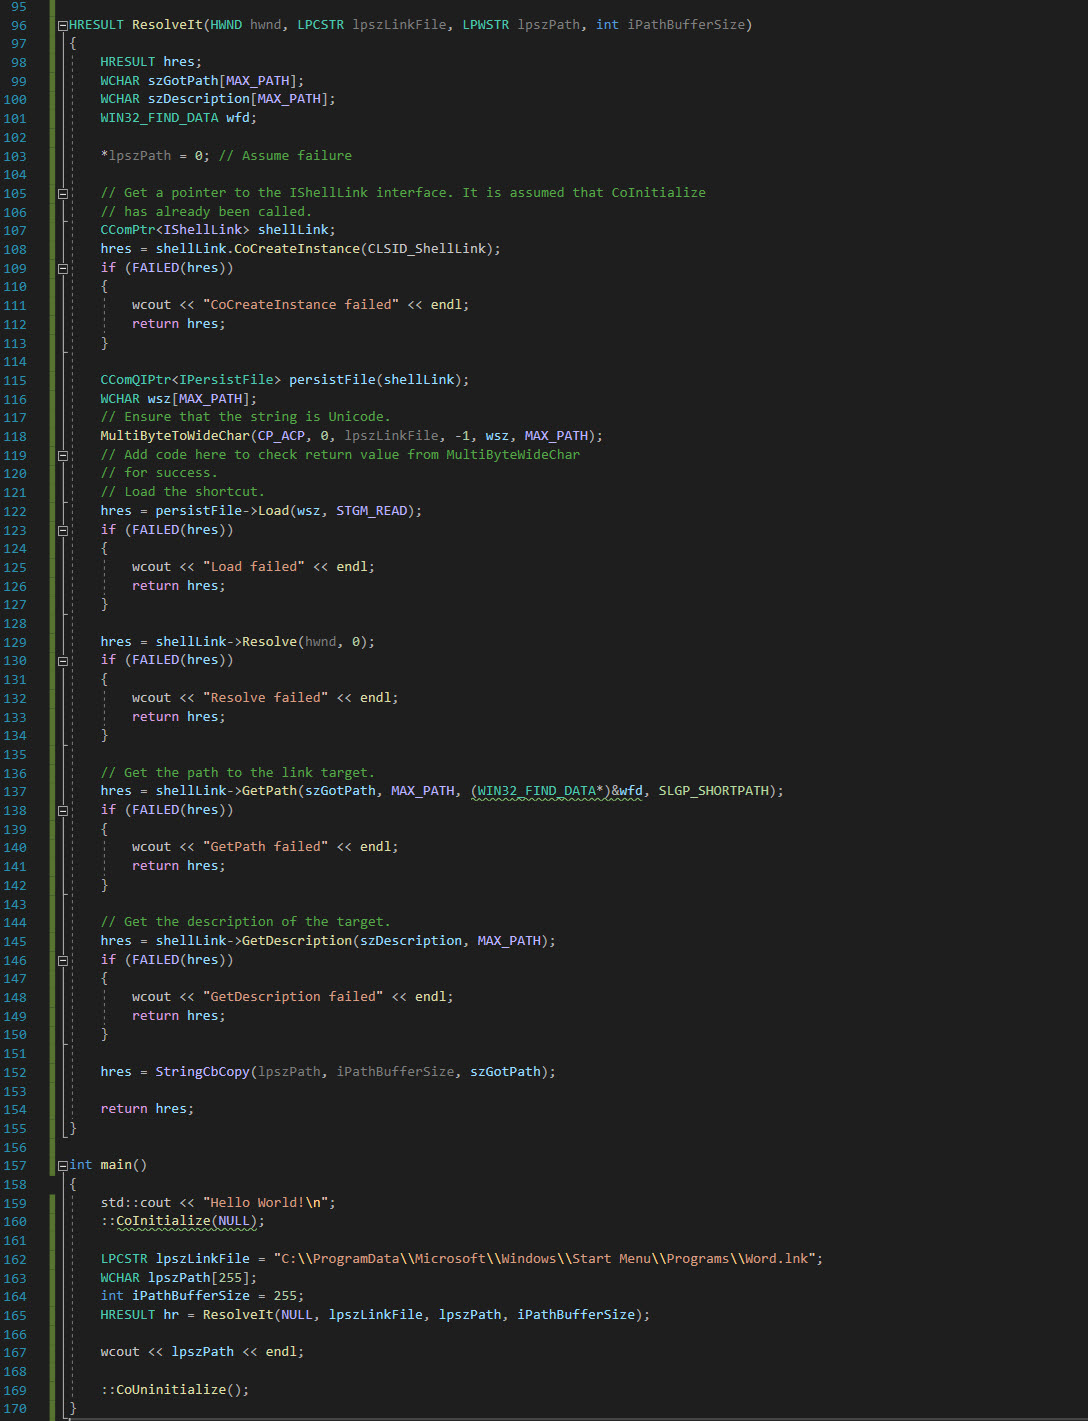 95
96 HRESULT ResolveIt(HWND hwnd, LPCSTR lpszLinkFile, LPWSTR lpszPath, int iPathBufferSize)
97 {
98 HRESULT hres;
99 WCHAR szGotPath[MAX_PATH];
100 WCHAR szDescription[MAX_PATH];
101 WIN32_FIND_DATA wfd;
102
103 *lpszPath = 0; // Assume failure
104
105 // Get a pointer to the IShellLink interface. It is assumed that CoInitialize
106 // has already been called.
107 CComPtr<IShellLink> shellLink;
108 hres = shellLink.CoCreateInstance(CLSID_ShellLink);
109 if (FAILED(hres))
110 {
111 wcout << "CoCreateInstance failed" << endl;
112 return hres;
113 }
114
115 CComQIPtr<IPersistFile> persistFile(shellLink);
116 WCHAR wsz[MAX_PATH];
117 // Ensure that the string is Unicode.
118 MultiByteToWideChar(CP_ACP, 0, lpszLinkFile, -1, wsz, MAX_PATH);
119 // Add code here to check return value from MultiByteWideChar
120 // for success.
121 // Load the shortcut.
122 hres = persistFile->Load(wsz, STGM_READ);
123 if (FAILED(hres))
124 {
125 wcout << "Load failed" << endl;
126 return hres;
127 }
128
129 hres = shellLink->Resolve(hwnd, 0);
130 if (FAILED(hres))
131 {
132 wcout << "Resolve failed" << endl;
133 return hres;
134 }
135
136 // Get the path to the link target.
137 hres = shellLink->GetPath(szGotPath, MAX_PATH, (WIN32_FIND_DATA*)&wfd, SLGP_SHORTPATH);
138 if (FAILED(hres))
139 {
140 wcout << "GetPath failed" << endl;
141 return hres;
142 }
143
144 // Get the description of the target.
145 hres = shellLink->GetDescription(szDescription, MAX_PATH);
146 if (FAILED(hres))
147 {
148 wcout << "GetDescription failed" << endl;
149 return hres;
150 }
151
152 hres = StringCbCopy(lpszPath, iPathBufferSize, szGotPath);
153
154 return hres;
155 }
156
157 int main()
158 {
159 std::cout << "Hello World!\n";
160 ::CoInitialize(NULL);
161
162 LPCSTR lpszLinkFile = "C:\\ProgramData\\Microsoft\\Windows\\Start Menu\\Programs\\Word.lnk";
163 WCHAR lpszPath[255];
164 int iPathBufferSize = 255;
165 HRESULT hr = ResolveIt(NULL, lpszLinkFile, lpszPath, iPathBufferSize);
166
167 wcout << lpszPath << endl;
168
169 ::CoUninitialize();
170 }